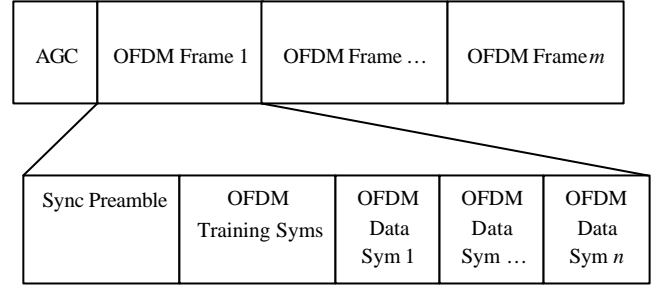 AGC
OFDM Frame 1
OFDM Frame …
OFDM Frame m
Sync Preamble
OFDM
Training Syms
OFDM
Data
Sym 1
OFDM
Data
Sym …
OFDM
Data
Sym n